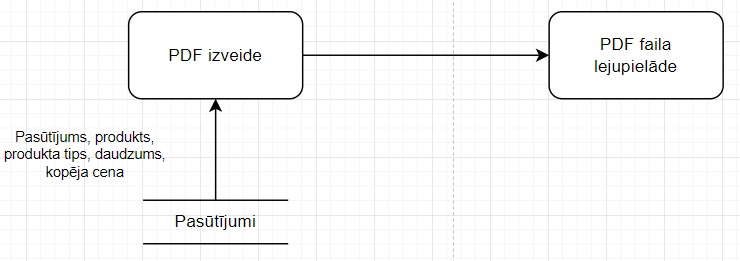 PDF izveide
PDF faila
lejupielāde
Pasūtījums, produkts,
produkta tips, daudzums,
kopēja cena
Pasūtījumi